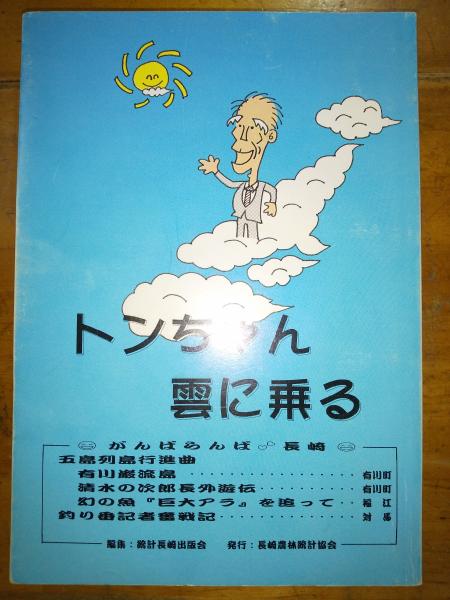 トンちゃん
雲に乗る
がんばらんば∞長崎
五島列島行進曲
有川巌流島・・・・・・・・・・・・・・・・有川町
清水の次郎長外遊伝・・・・・・・・・・有川町
幻の魚『巨大アラ』を追って・・福江
釣り番記者奮戦記・・・・・・・・・・・・・対馬
編集：統計長崎出版会　発行：長崎農林統計協会